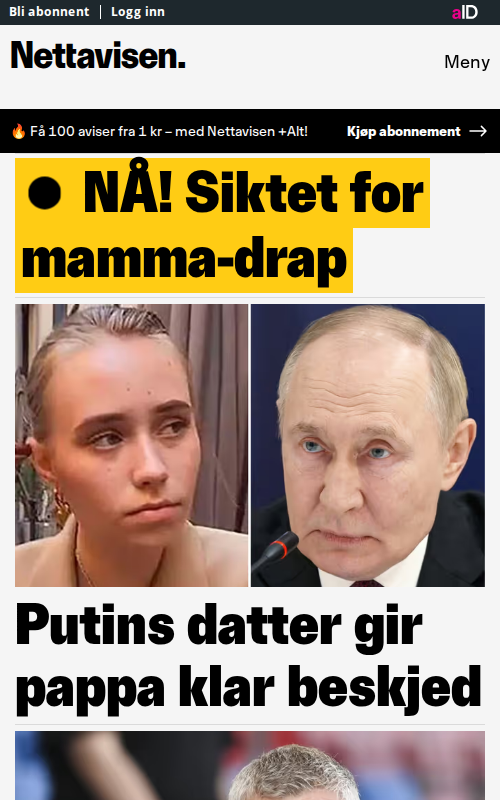 Bli abonnent Logg inn
aID
Nettavisen.
Meny
🔥 Få 100 aviser fra 1 kr – med Nettavisen +Alt! Kjøp abonnement →
● NÅ! Siktet for
mamma-drap
Putins datter gir
pappa klar beskjed